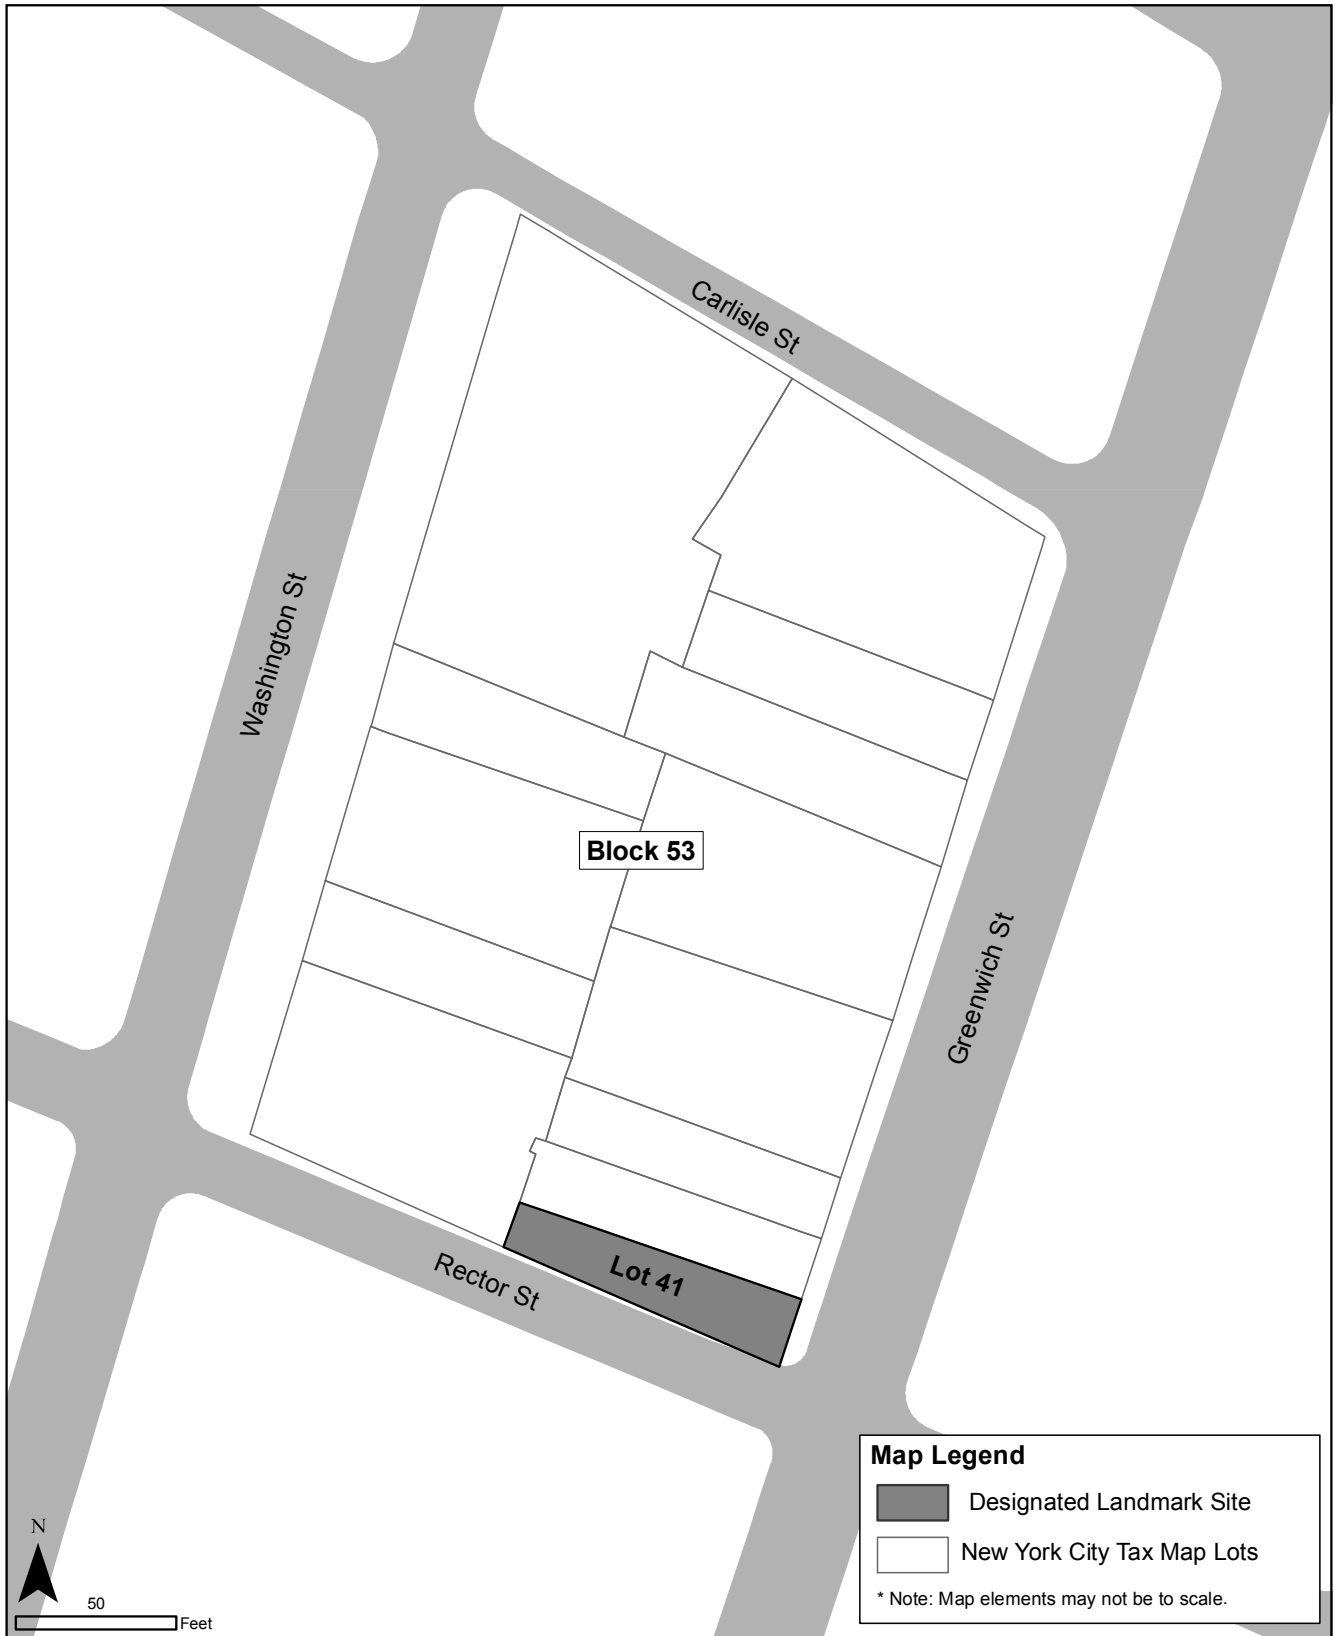 Carlisle St
Washington St
Block 53
Greenwich St
Lot 41
Rector St
Map Legend
Designated Landmark Site
New York City Tax Map Lots
* Note: Map elements may not be to scale.
N
50
Feet